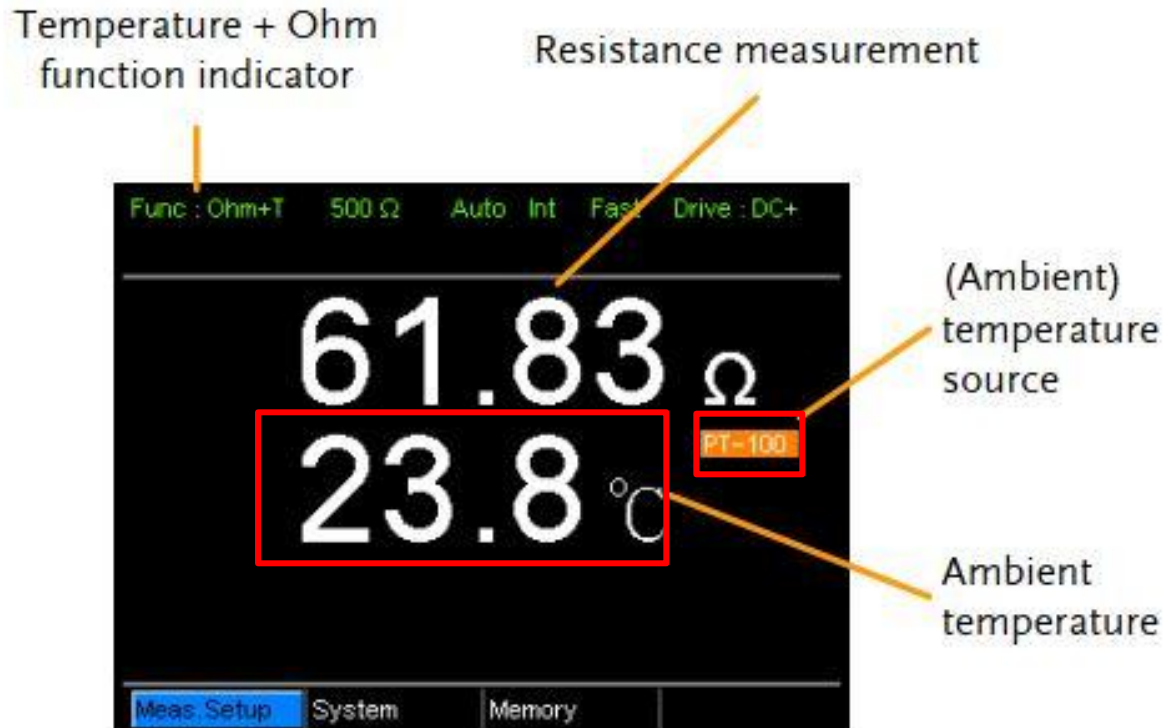 Temperature + Ohm
function indicator
Resistance measurement
Func : Ohm+T 500 Ω Auto Int Fast Drive : DC+
61.83 Ω
(Ambient)
temperature
source
PT-100
23.8 °C
Ambient
temperature
Meas. Setup System Memory